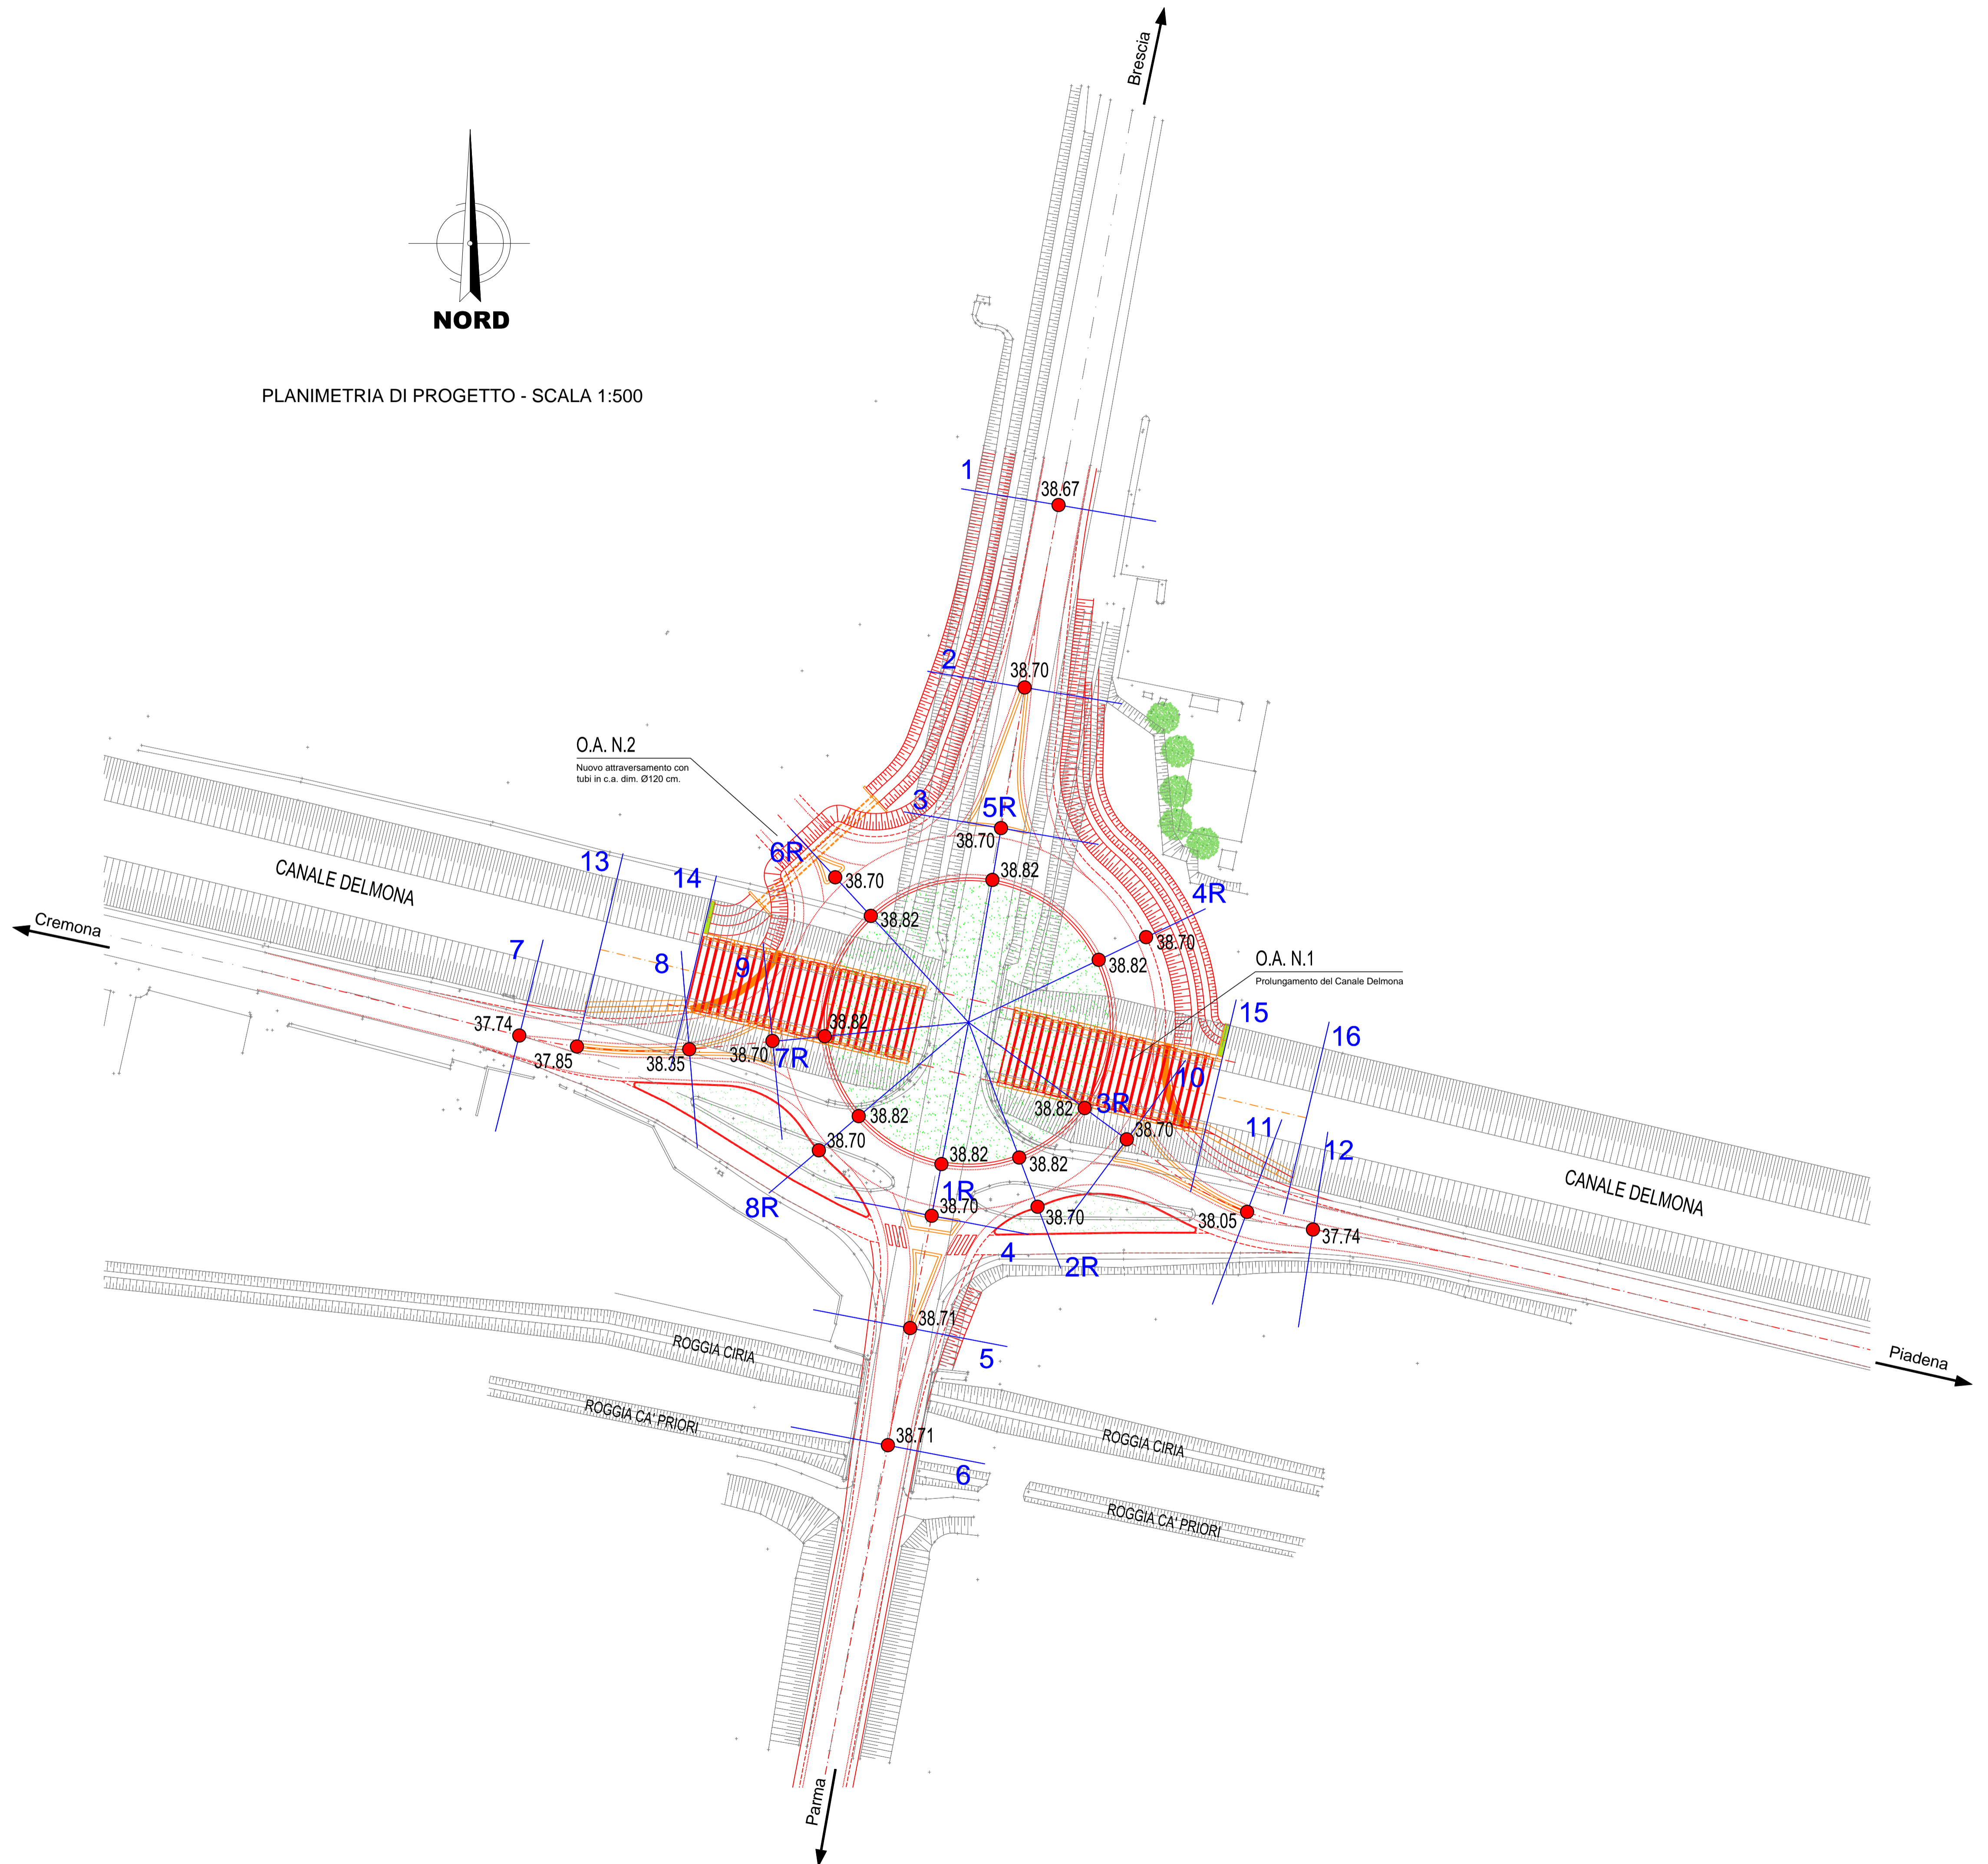 Brescia
NORD
PLANIMETRIA DI PROGETTO - SCALA 1:500
1
38.67
2
38.70
O.A. N.2
Nuovo attraversamento con
tubi in c.a. dim. Ø120 cm.
3
5R
38.70
6R
38.70
38.82
38.82
13
14
CANALE DELMONA
4R
38.70
38.82
O.A. N.1
Prolungamento del Canale Delmona
Cremona
7
8
9
15
16
37.74
37.85
38.35
38.70
7R
38.82
10
38.82
3R
38.70
11
12
38.82
38.70
8R
38.82
1R
38.70
38.82
38.70
4
2R
38.05
37.74
CANALE DELMONA
38.71
5
ROGGIA CIRIA
Piadena
ROGGIA CA' PRIORI
38.71
6
ROGGIA CIRIA
ROGGIA CA' PRIORI
Parma